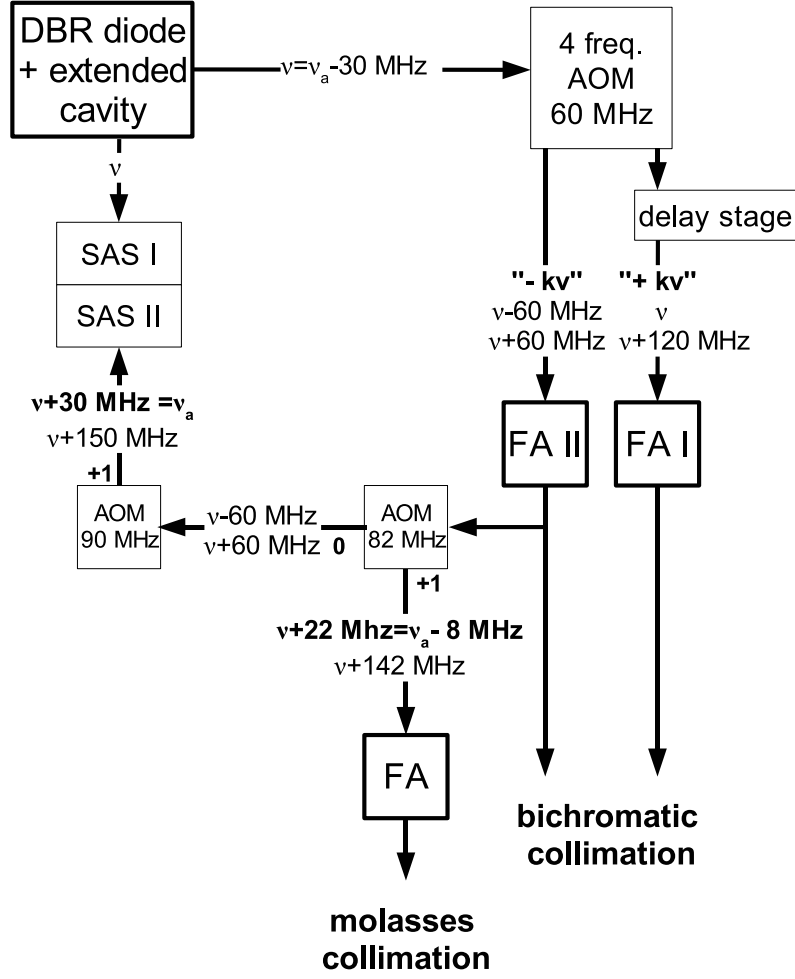 DBR diode
+ extended
cavity
ν=νa-30 MHz
4 freq.
AOM
60 MHz
ν
delay stage
SAS I
SAS II
"- kv"
ν-60 MHz
ν+60 MHz
"+ kv"
ν
ν+120 MHz
ν+30 MHz =νa
ν+150 MHz
+1
FA II
FA I
AOM
90 MHz
ν-60 MHz
ν+60 MHz 0
AOM
82 MHz
+1
ν+22 Mhz=νa- 8 MHz
ν+142 MHz
FA
bichromatic
collimation
molasses
collimation